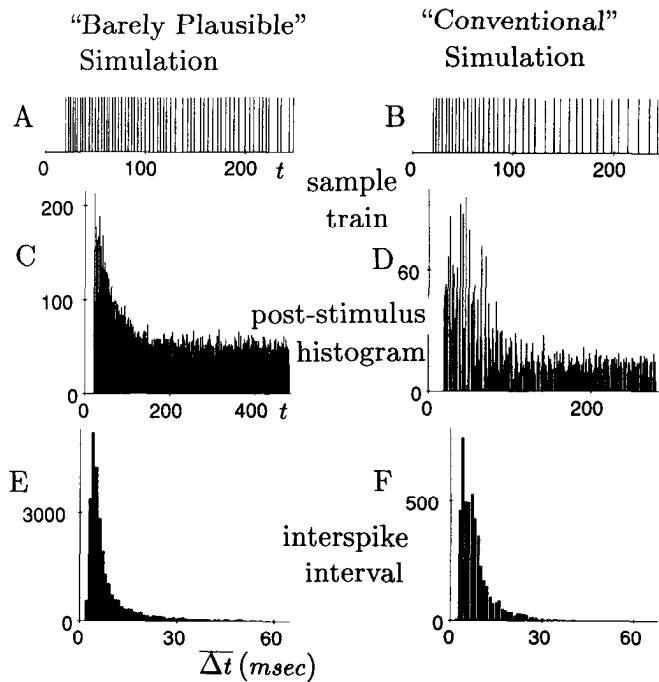 “Barely Plausible”
Simulation
“Conventional”
Simulation
A
0 100 200 t
B
0 100 200
sample
train
C
200
100
0
0 200 400 t
D
60
0
0 200
post-stimulus
histogram
E
3000
0
0 30 60
Δt (msec)
F
500
0
0 30 60
interspike
interval